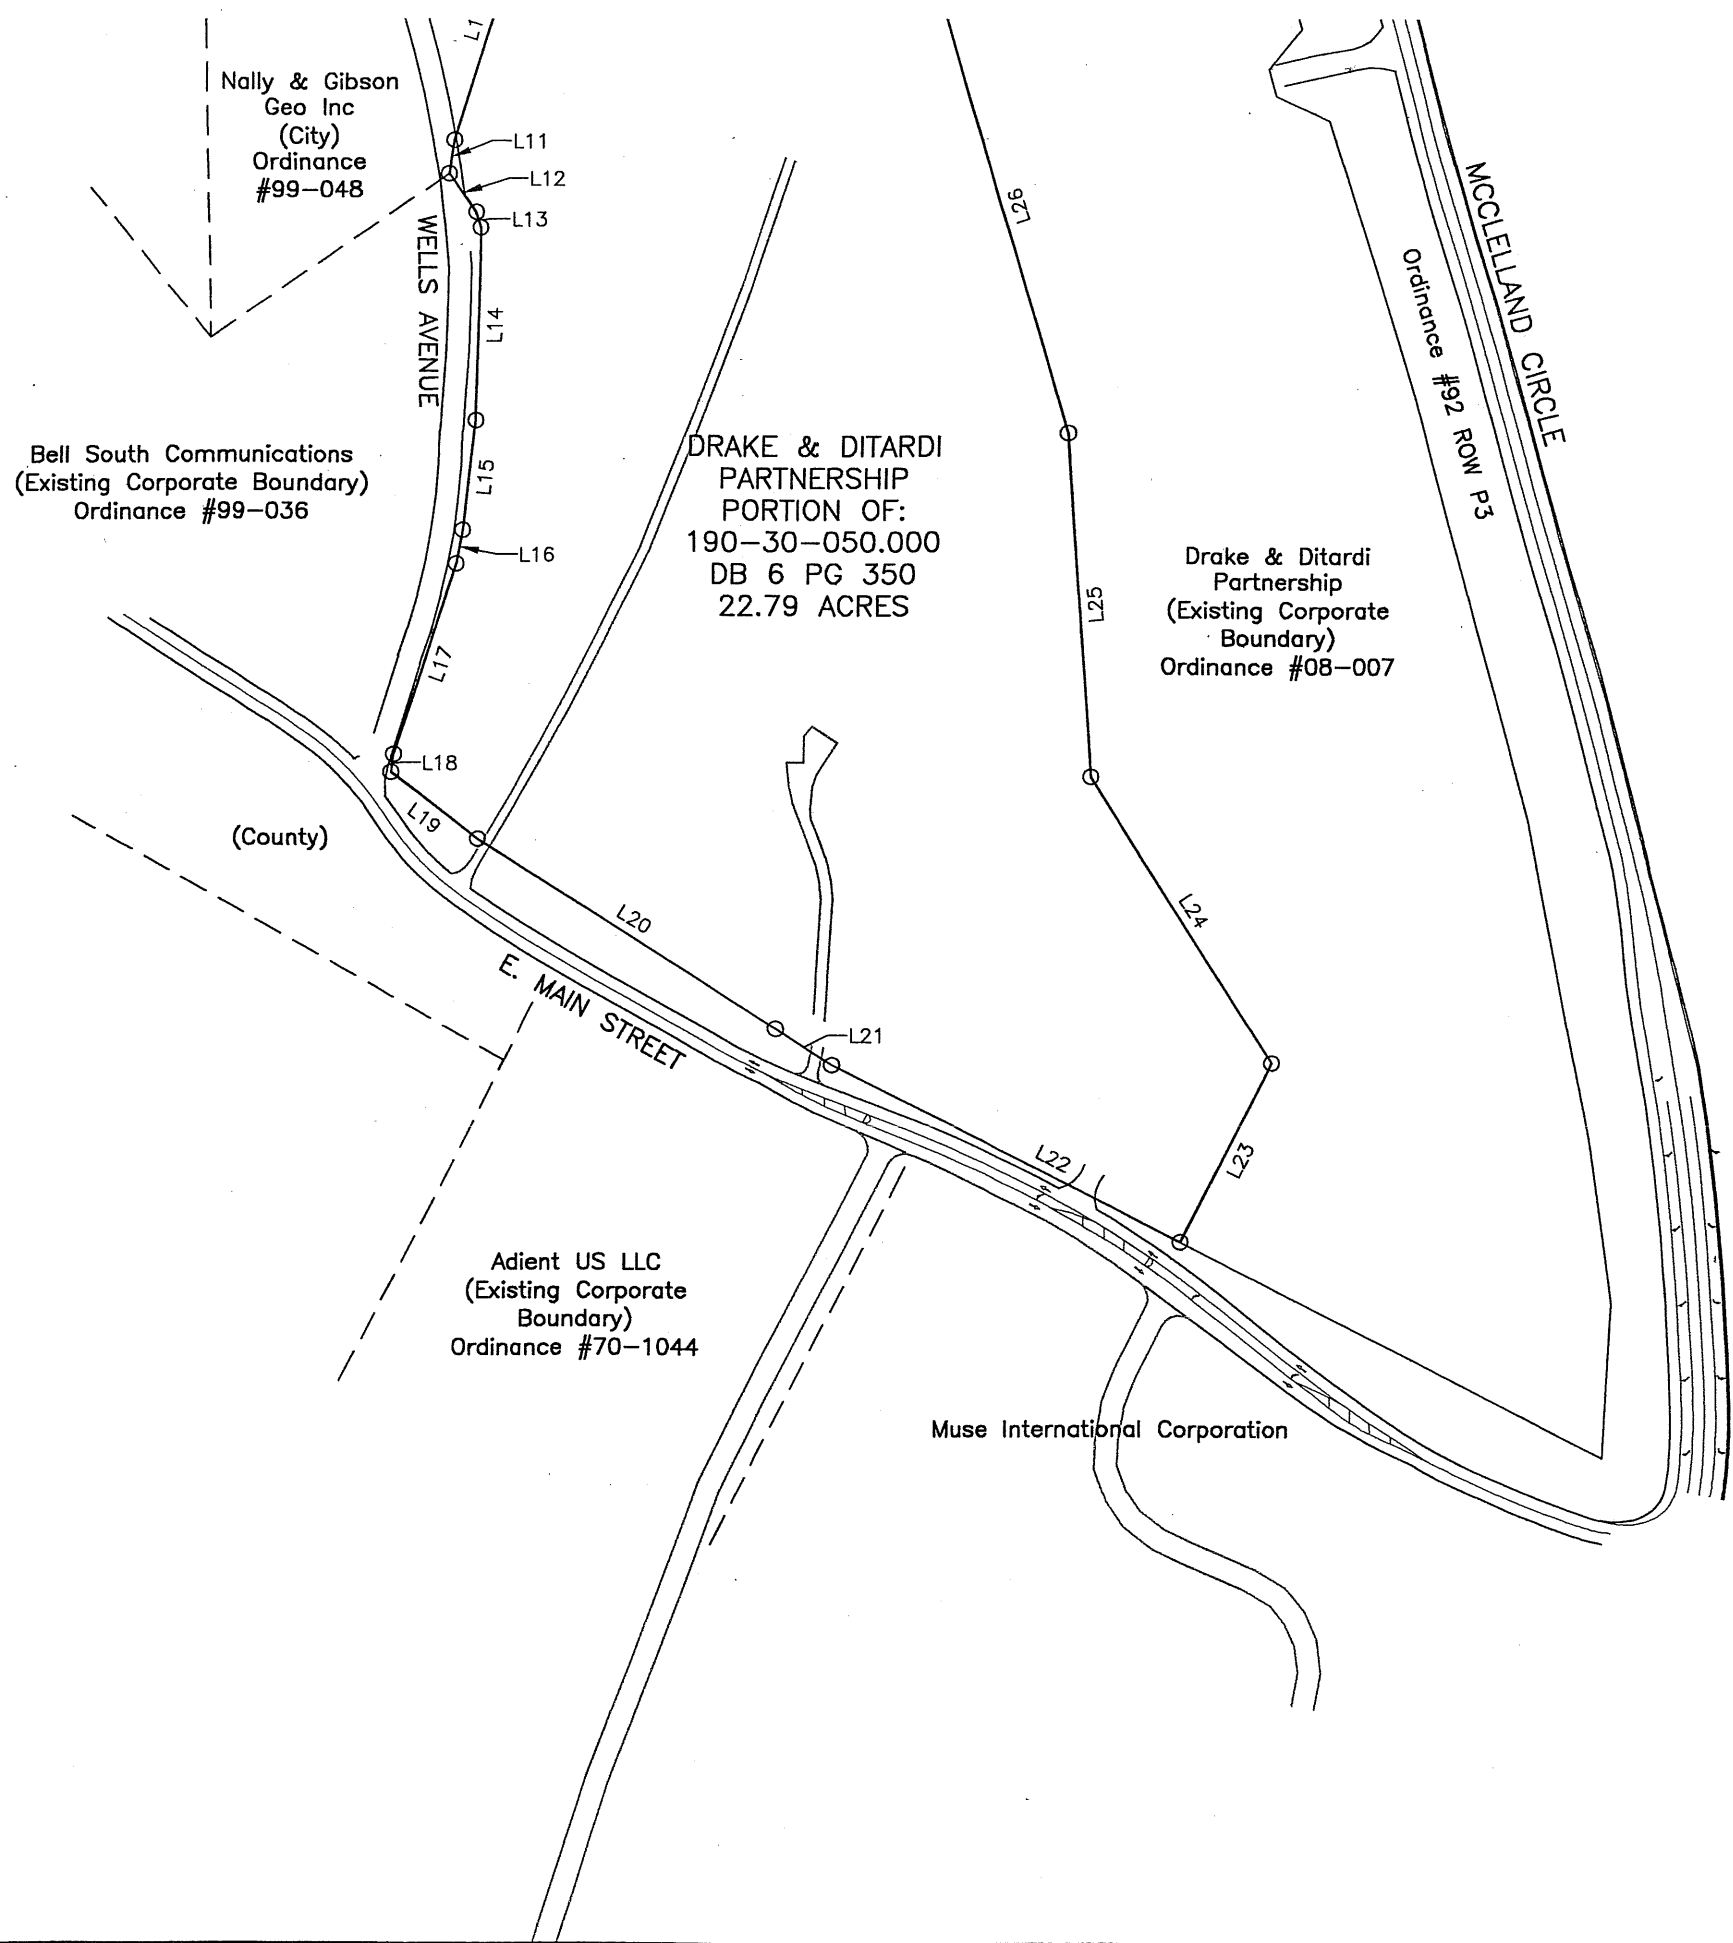 L1
Nally & Gibson
Geo Inc
(City)
Ordinance
#99-048
L11
L12
L13
WELLS AVENUE
L14
L15
L16
L17
L18
L19
L20
L21
L22
L23
L24
L25
L26
MCCLELLAND CIRCLE
Ordinance #92 ROW P3
Bell South Communications
(Existing Corporate Boundary)
Ordinance #99-036
DRAKE & DITARDI
PARTNERSHIP
PORTION OF:
190-30-050.000
DB 6 PG 350
22.79 ACRES
Drake & Ditardi
Partnership
(Existing Corporate
Boundary)
Ordinance #08-007
(County)
E. MAIN STREET
Adient US LLC
(Existing Corporate
Boundary)
Ordinance #70-1044
Muse International Corporation